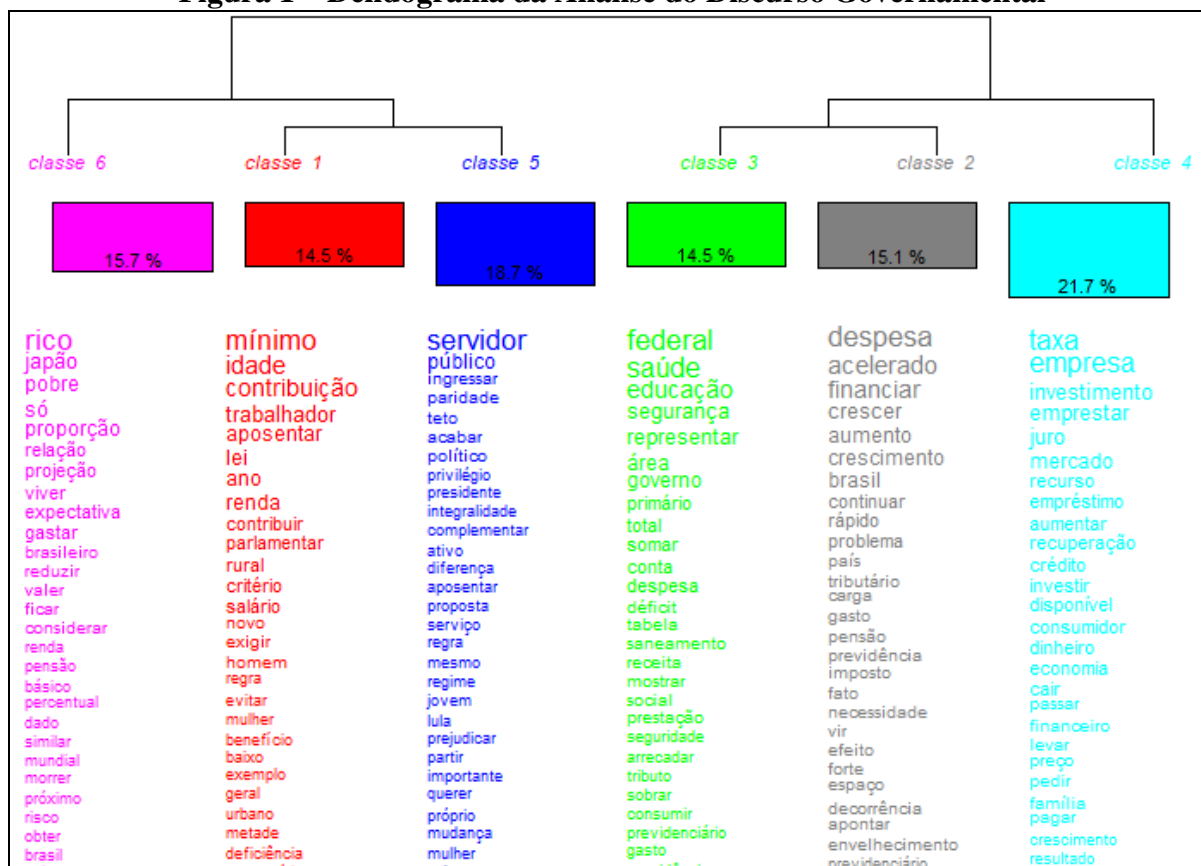 Figura 1 – Dendograma da Análise do Discurso Governamental
classe 6
classe 1
classe 5
classe 3
classe 2
classe 4
15.7 %
14.5 %
18.7 %
14.5 %
15.1 %
21.7 %
rico
japão
pobre
só
proporção
relação
projeção
viver
expectativa
gastar
brasileiro
reduzir
valer
ficar
considerar
renda
pensão
básico
percentual
dado
similar
mundial
morrer
próximo
risco
obter
brasil
mínimo
idade
contribuição
trabalhador
aposentar
lei
ano
renda
contribuir
parlamentar
rural
critério
salário
novo
exigir
homem
regra
evitar
mulher
benefício
baixo
exemplo
geral
urbano
metade
deficiência
servidor
público
ingressar
paridade
teto
acabar
político
privilégio
presidente
integralidade
complementar
ativo
diferença
aposentar
proposta
serviço
regra
mesmo
regime
jovem
lula
prejudicar
partir
importante
querer
próprio
mudança
mulher
federal
saúde
educação
segurança
representar
área
governo
primário
total
somar
conta
despesa
déficit
tabela
saneamento
receita
mostrar
social
prestação
seguridade
arrecadar
tributo
sobrar
consumir
previdenciário
gasto
despesa
acelerado
financiar
crescer
aumento
crescimento
brasil
continuar
rápido
problema
país
tributário
carga
gasto
pensão
previdência
imposto
fato
necessidade
vir
efeito
forte
espaço
decorrência
apontar
envelhecimento
previdenciário
taxa
empresa
investimento
emprestar
juro
mercado
recurso
empréstimo
aumentar
recuperação
crédito
investir
disponível
consumidor
dinheiro
economia
cair
passar
financeiro
levar
preço
pedir
família
pagar
crescimento
resultado